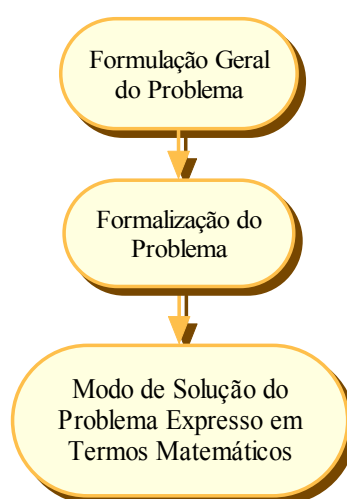 Formulação Geral
do Problema
Formalização do
Problema
Modo de Solução do
Problema Expresso em
Termos Matemáticos